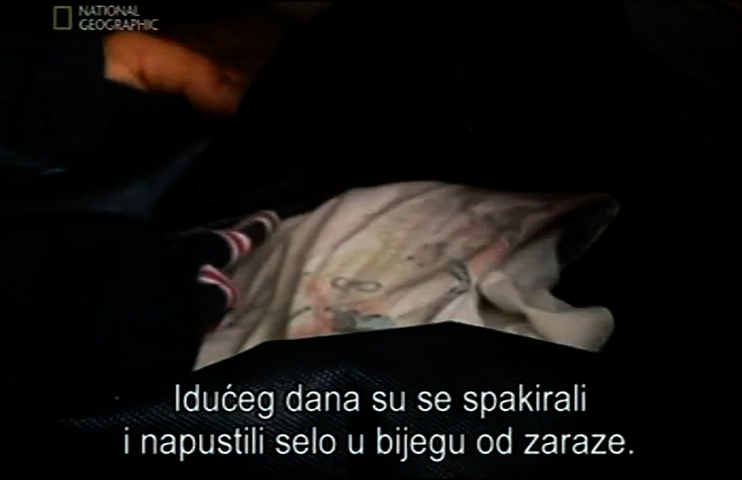 NATIONAL
GEOGRAPHIC
Idućeg dana su se spakirali
i napustili selo u bijegu od zaraze.